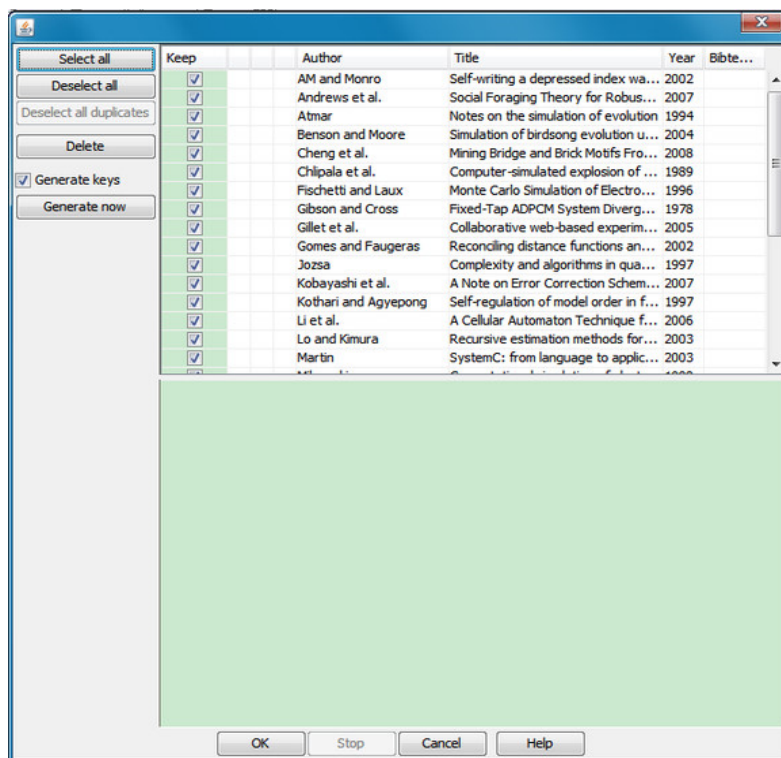 Select all
Deselect all
Deselect all duplicates
Delete
Generate keys
Generate now
Keep Author Title Year Bibte...
AM and Monro Self-writing a depressed index wa... 2002
Andrews et al. Social Foraging Theory for Robus... 2007
Atmar Notes on the simulation of evolution 1994
Benson and Moore Simulation of birdsong evolution u... 2004
Cheng et al. Mining Bridge and Brick Motifs Fro... 2008
Chlipala et al. Computer-simulated explosion of ... 1989
Fischetti and Laux Monte Carlo Simulation of Electro... 1996
Gibson and Cross Fixed-Tap ADPCM System Diverg... 1978
Gillet et al. Collaborative web-based experim... 2005
Gomes and Faugeras Reconciling distance functions an... 2002
Jozsa Complexity and algorithms in qua... 1997
Kobayashi et al. A Note on Error Correction Schem... 2007
Kothari and Agyepong Self-regulation of model order in f... 1997
Li et al. A Cellular Automaton Technique f... 2006
Lo and Kimura Recursive estimation methods for... 2003
Martin SystemC: from language to applic... 2003
OK Stop Cancel Help